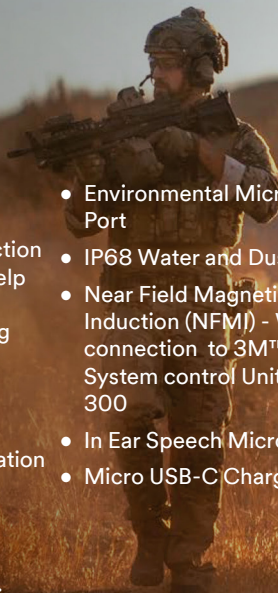 ction
elp
g
ation
• Environmental Micr
Port
• IP68 Water and Du
• Near Field Magneti
Induction (NFMI) - W
connection to 3M™
System control Unit
300
• In Ear Speech Micro
• Micro USB-C Charg